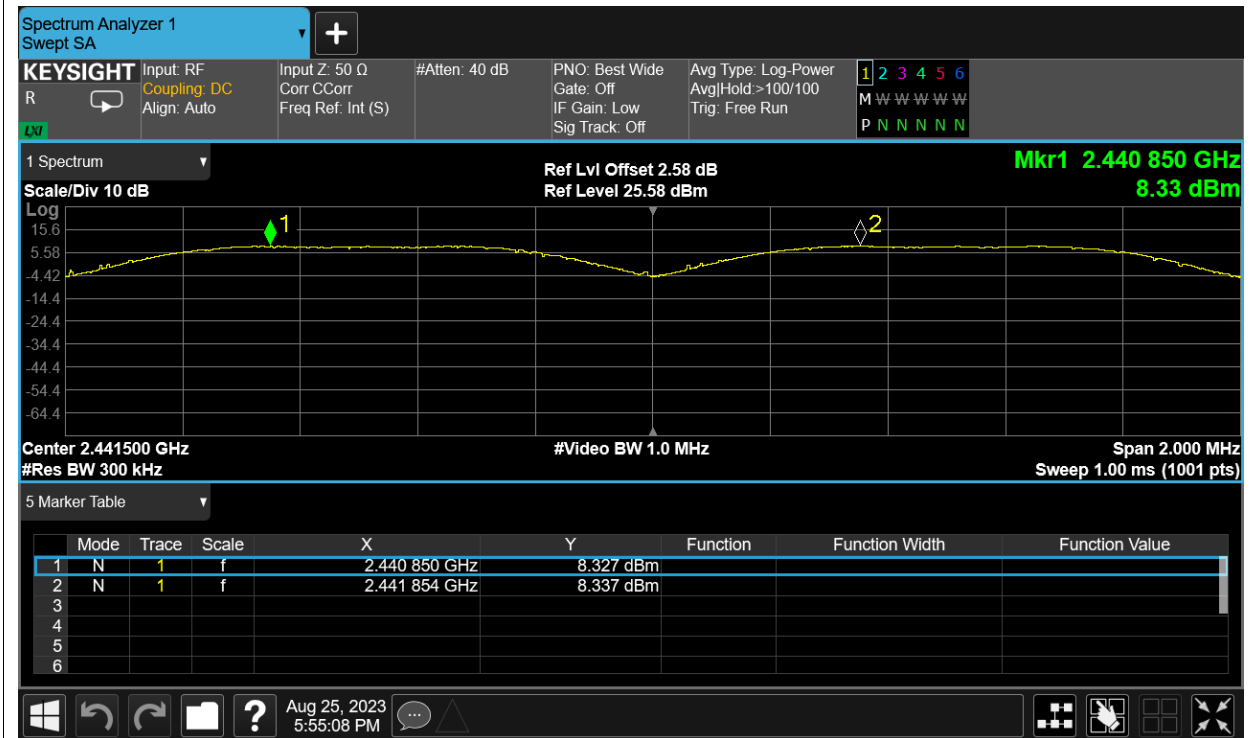 Spectrum Analyzer 1
Swept SA
KEYSIGHT
R
LXI
Input: RF
Coupling: DC
Align: Auto
Input Z: 50 Ω
Corr CCorr
Freq Ref: Int (S)
#Atten: 40 dB
PNO: Best Wide
Gate: Off
IF Gain: Low
Sig Track: Off
Avg Type: Log-Power
Avg|Hold:>100/100
Trig: Free Run
1 2 3 4 5 6
M W W W W W
P N N N N N
1 Spectrum
Scale/Div 10 dB
Ref Lvl Offset 2.58 dB
Ref Level 25.58 dBm
Mkr1 2.440 850 GHz
8.33 dBm
Log
15.6
5.58
-4.42
-14.4
-24.4
-34.4
-44.4
-54.4
-64.4
1
2
Center 2.441500 GHz
#Res BW 300 kHz
#Video BW 1.0 MHz
Span 2.000 MHz
Sweep 1.00 ms (1001 pts)
5 Marker Table
Mode Trace Scale X Y Function Function Width Function Value
1 N 1 f 2.440 850 GHz 8.327 dBm
2 N 1 f 2.441 854 GHz 8.337 dBm
3
4
5
6
?
Aug 25, 2023
5:55:08 PM